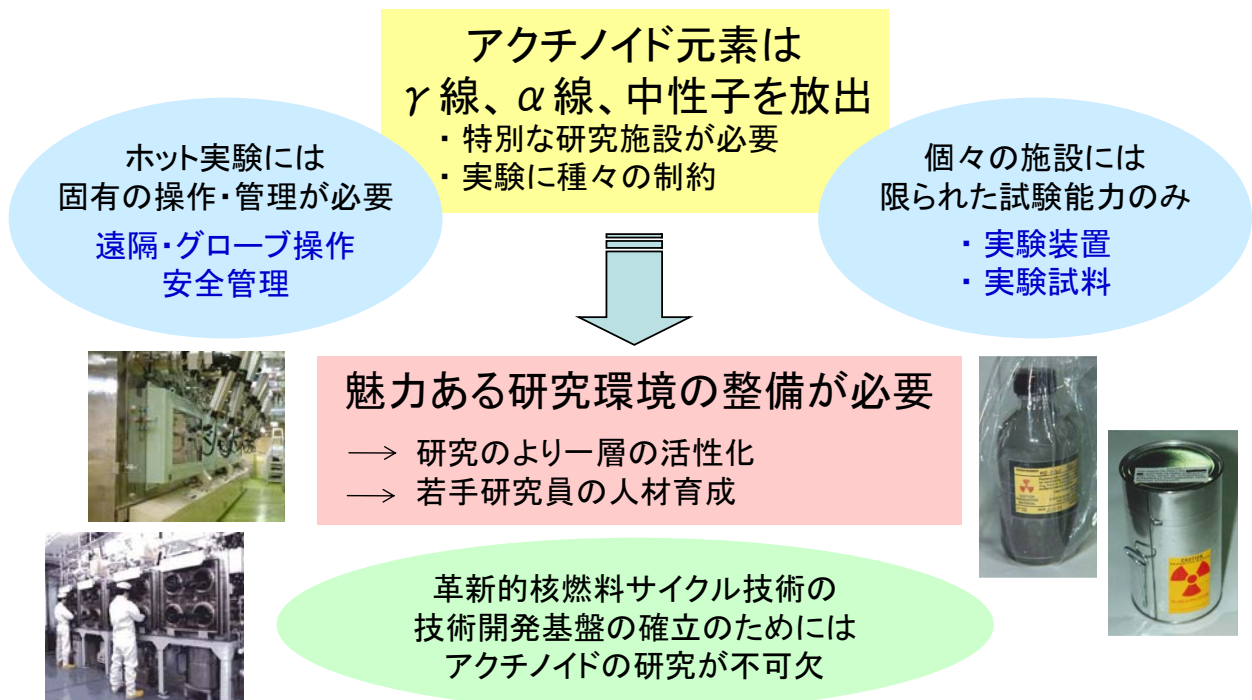 アクチノイド元素は
γ線、α線、中性子を放出
・特別な研究施設が必要
・実験に種々の制約
ホット実験には
固有の操作・管理が必要
遠隔・グローブ操作
安全管理
個々の施設には
限られた試験能力のみ
・実験装置
・実験試料
魅力ある研究環境の整備が必要
→ 研究のより一層の活性化
→ 若手研究員の人材育成
革新的核燃料サイクル技術の
技術開発基盤の確立のためには
アクチノイドの研究が不可欠
CAUTION